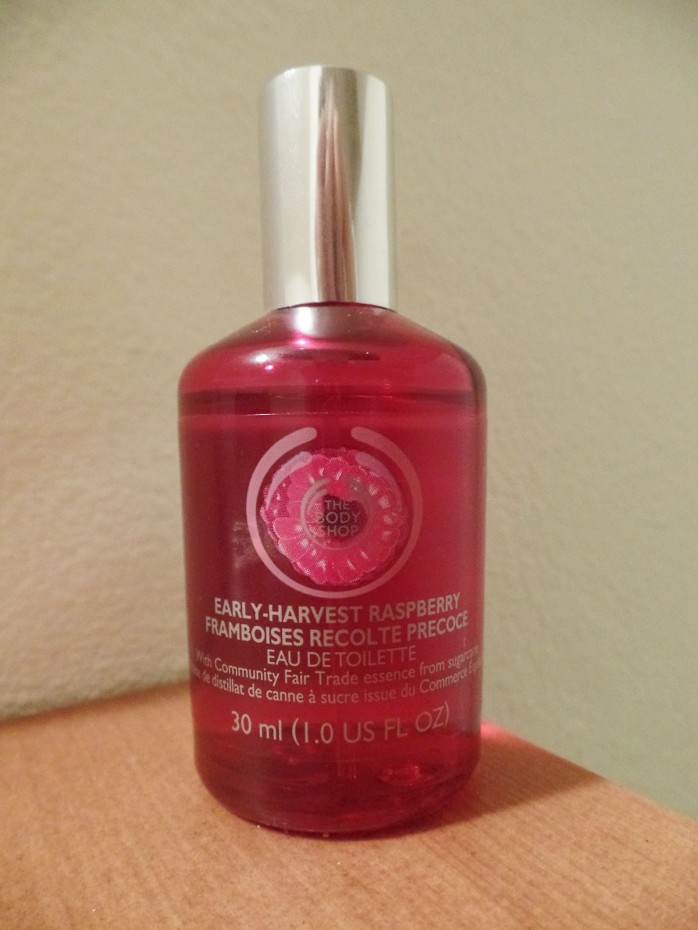 THE
BODY
SHOP
EARLY-HARVEST RASPBERRY
FRAMBOISES RECOLTE PRECOCE
EAU DE TOILETTE
With Community Fair Trade essence from
de distillat de canne à sucre issue du Commerce
30 ml (1.0 US FL OZ)